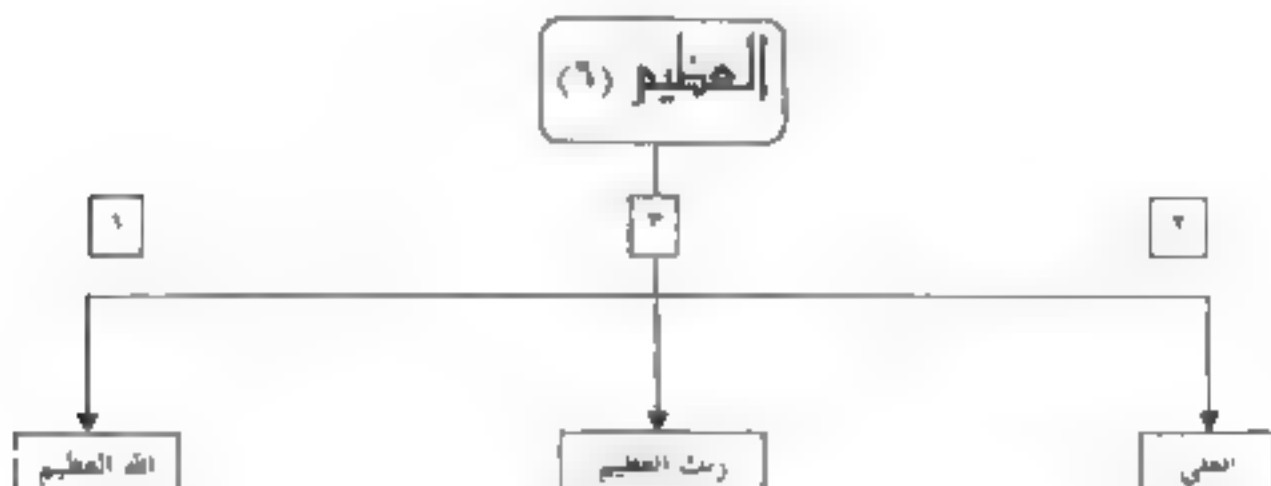 العظيم (٦)
٢ ٣ ١
العلي ربك العظيم الله العظيم